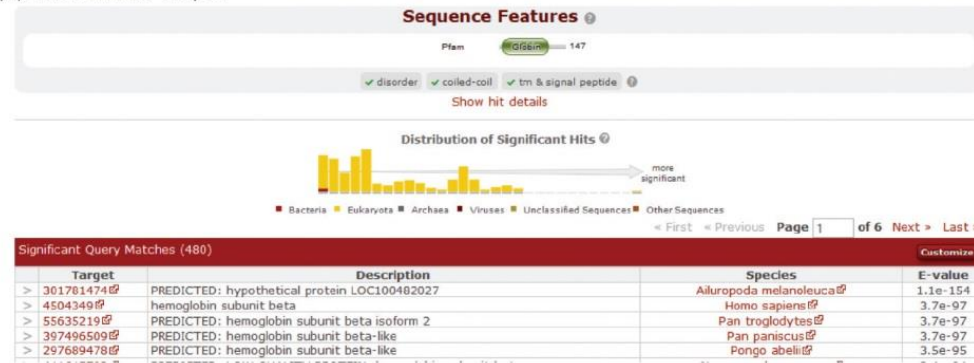 Sequence Features ?
Pfam Globin 147
✓ disorder ✓ coiled-coil ✓ tm & signal peptide ?
Show hit details
Distribution of Significant Hits ?
more
significant
Bacteria Eukaryota Archaea Viruses Unclassified Sequences Other Sequences
« First « Previous Page 1 of 6 Next » Last
Significant Query Matches (480) Customize
Target Description Species E-value
> 301781474 PREDICTED: hypothetical protein LOC100482027 Ailuropoda melanoleuca 1.1e-154
> 4504349 hemoglobin subunit beta Homo sapiens 3.7e-97
> 55635219 PREDICTED: hemoglobin subunit beta isoform 2 Pan troglodytes 3.7e-97
> 397496509 PREDICTED: hemoglobin subunit beta-like Pan paniscus 3.7e-97
> 297689478 PREDICTED: hemoglobin subunit beta-like Pongo abelii 3.5e-95